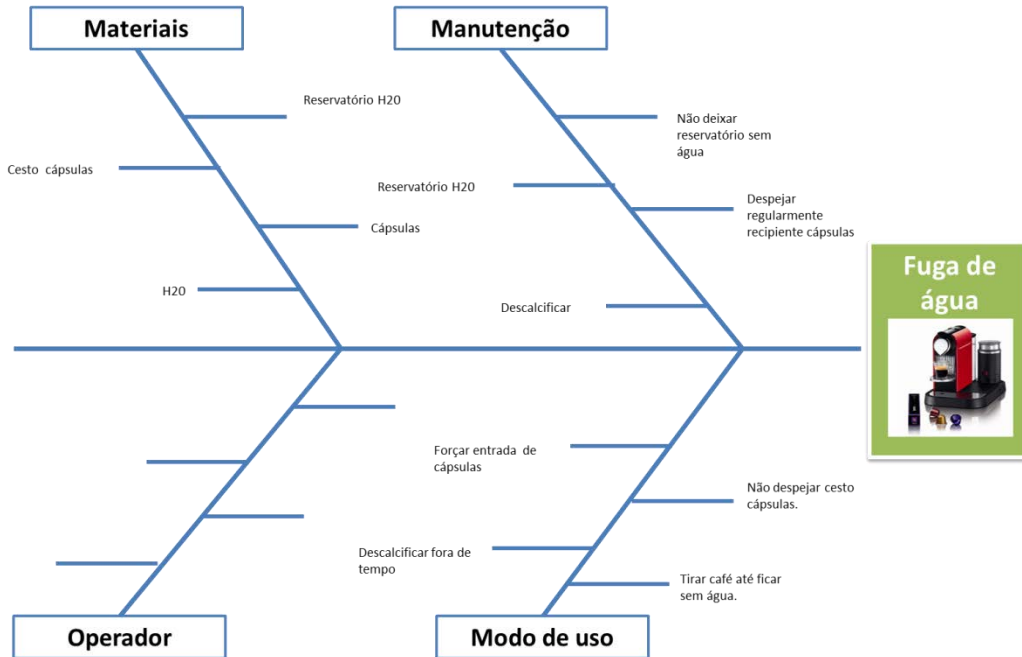 Materiais
Manutenção
Reservatório H20
Cesto cápsulas
Cápsulas
H20
Não deixar
reservatório sem
água
Reservatório H20
Despejar
regularmente
recipiente cápsulas
Descalcificar
Fuga de
água
Forçar entrada de
cápsulas
Não despejar cesto
cápsulas.
Descalcificar fora de
tempo
Tirar café até ficar
sem água.
Operador
Modo de uso